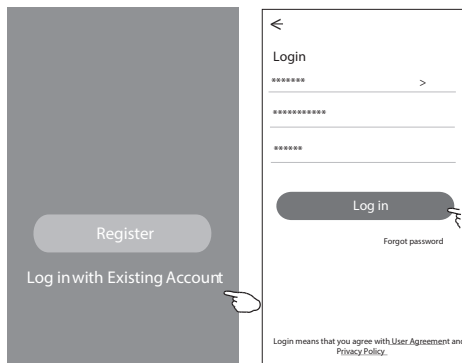 Register
Log in with Existing Account
Login
*******
>
***********
******
Log in
Forgot password
Login means that you agree with User Agreement and
Privacy Policy